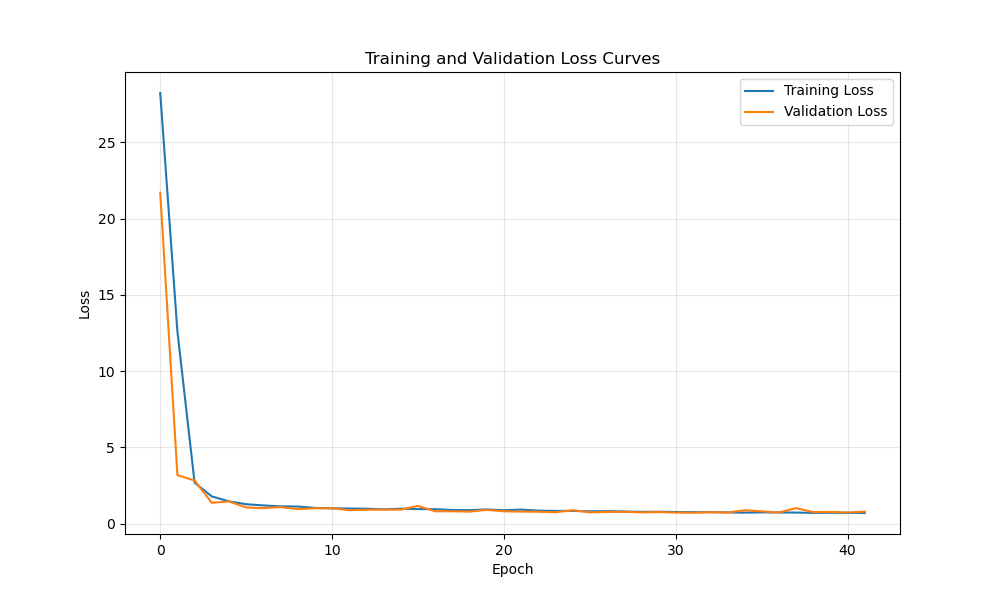 Training and Validation Loss Curves
Training Loss
Validation Loss
Loss
25
20
15
10
5
0
0 10 20 30 40
Epoch